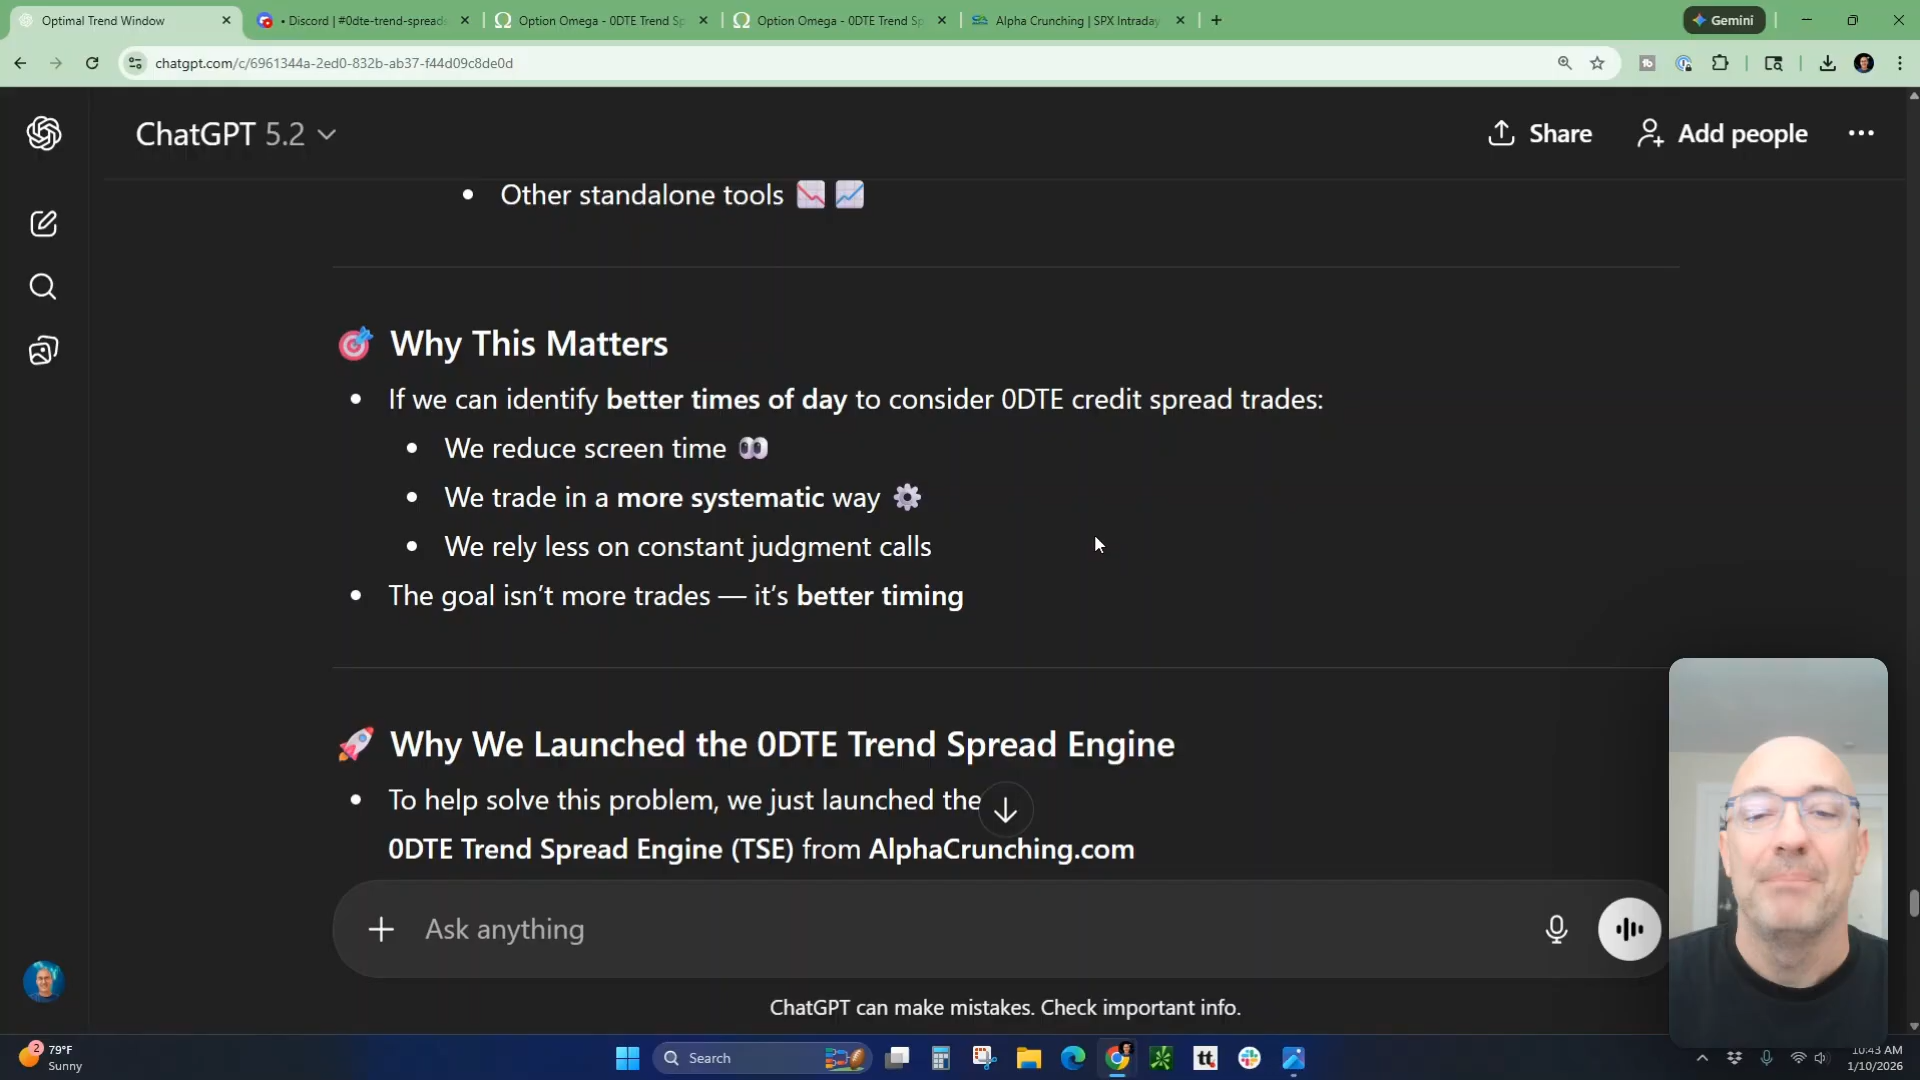 Optimal Trend Window
• Discord | #0dte-trend-spread
Option Omega - 0DTE Trend Sp
Option Omega - 0DTE Trend Sp
Alpha Crunching | SPX Intraday
Gemini
chatgpt.com/c/6961344a-2ed0-832b-ab37-f44d09c8de0d
ChatGPT 5.2
Share
Add people
• Other standalone tools 📉 📈
🎯 Why This Matters
• If we can identify better times of day to consider 0DTE credit spread trades:
• We reduce screen time 👀
• We trade in a more systematic way ⚙️
• We rely less on constant judgment calls
• The goal isn’t more trades — it’s better timing
🚀 Why We Launched the 0DTE Trend Spread Engine
• To help solve this problem, we just launched the
0DTE Trend Spread Engine (TSE) from AlphaCrunching.com
Ask anything
ChatGPT can make mistakes. Check important info.
2
79°F
Sunny
Search
tt
10:43 AM
1/10/2026